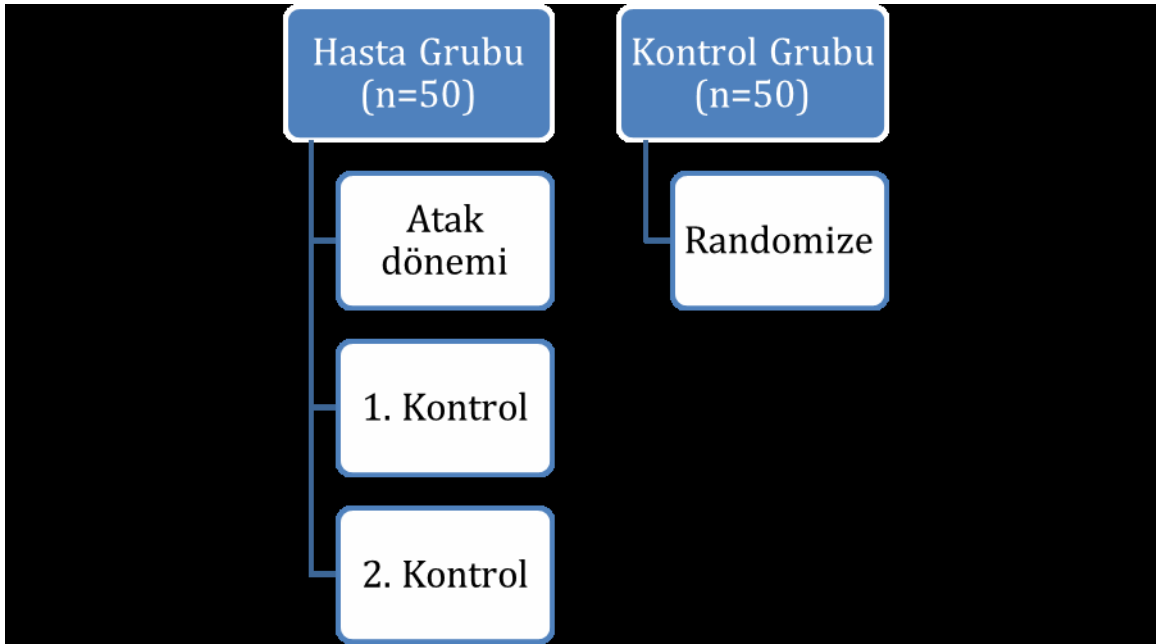 Hasta Grubu
(n=50)
Atak
dönemi
1. Kontrol
2. Kontrol
Kontrol Grubu
(n=50)
Randomize